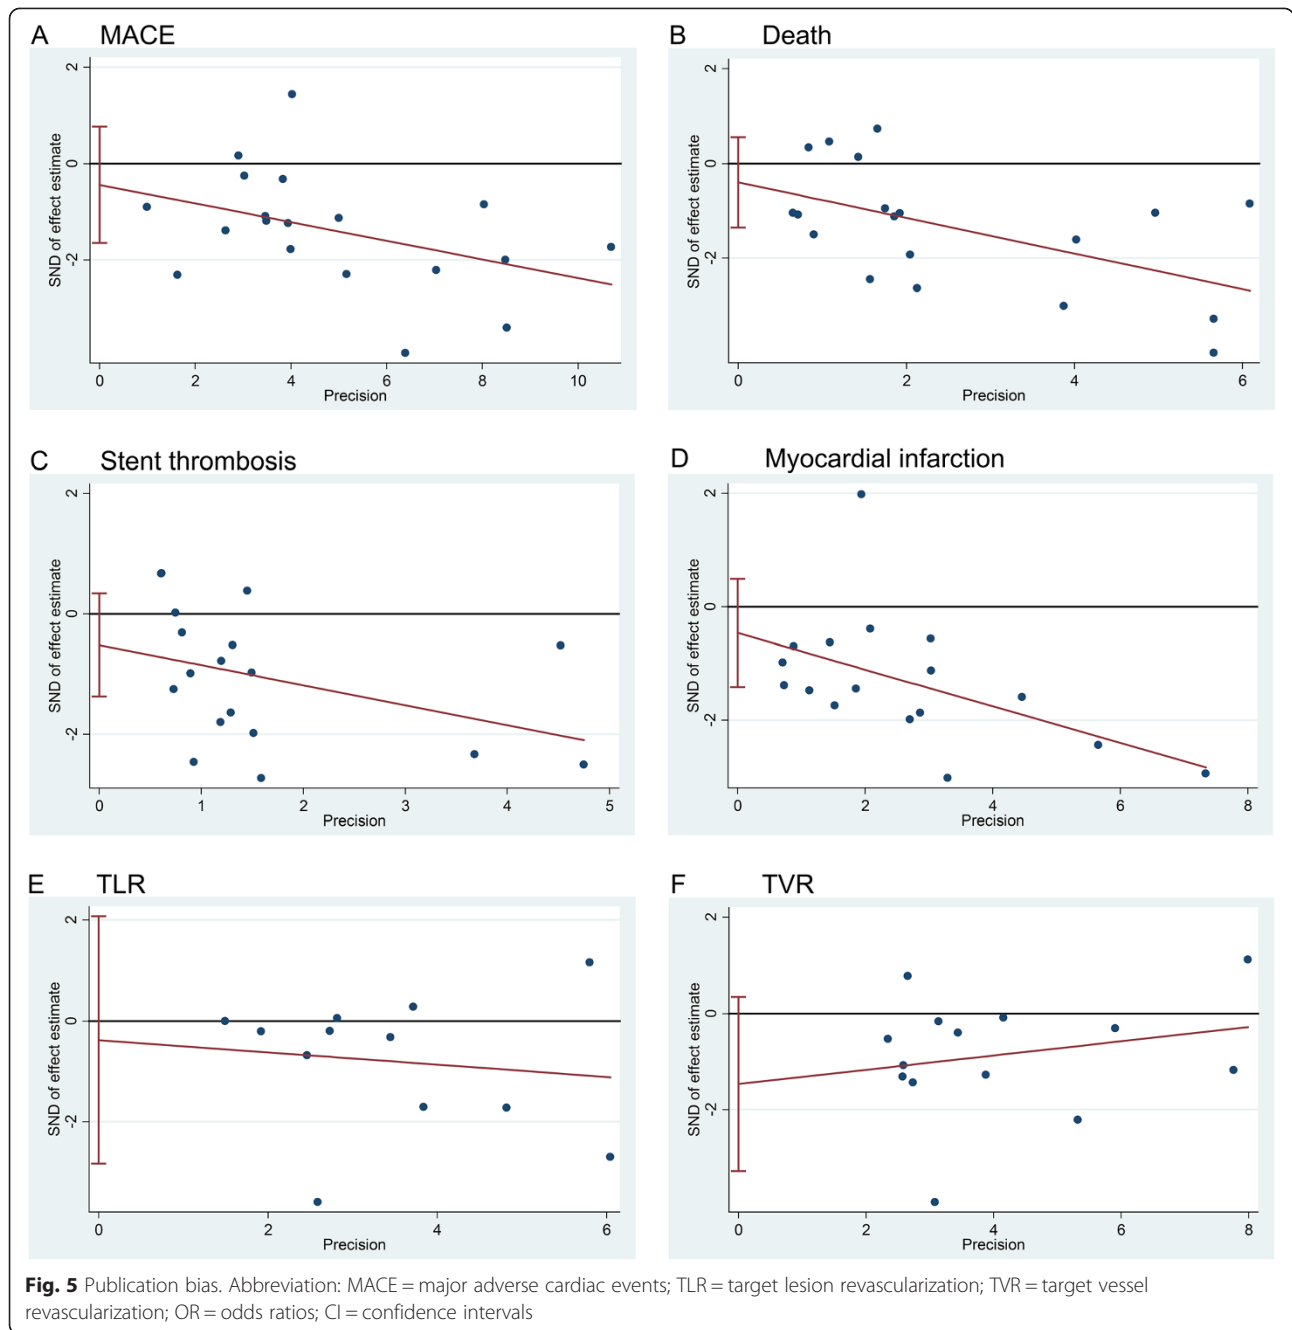 A MACE
2
0
-2
SND of effect estimate
0 2 4 6 8 10
Precision
B Death
2
0
-2
SND of effect estimate
0 2 4 6
Precision
C Stent thrombosis
2
0
-2
SND of effect estimate
0 1 2 3 4 5
Precision
D Myocardial infarction
2
0
-2
SND of effect estimate
0 2 4 6 8
Precision
E TLR
2
0
-2
SND of effect estimate
0 2 4 6
Precision
F TVR
2
0
-2
SND of effect estimate
0 2 4 6 8
Precision
Fig. 5 Publication bias. Abbreviation: MACE = major adverse cardiac events; TLR = target lesion revascularization; TVR = target vessel
revascularization; OR = odds ratios; CI = confidence intervals